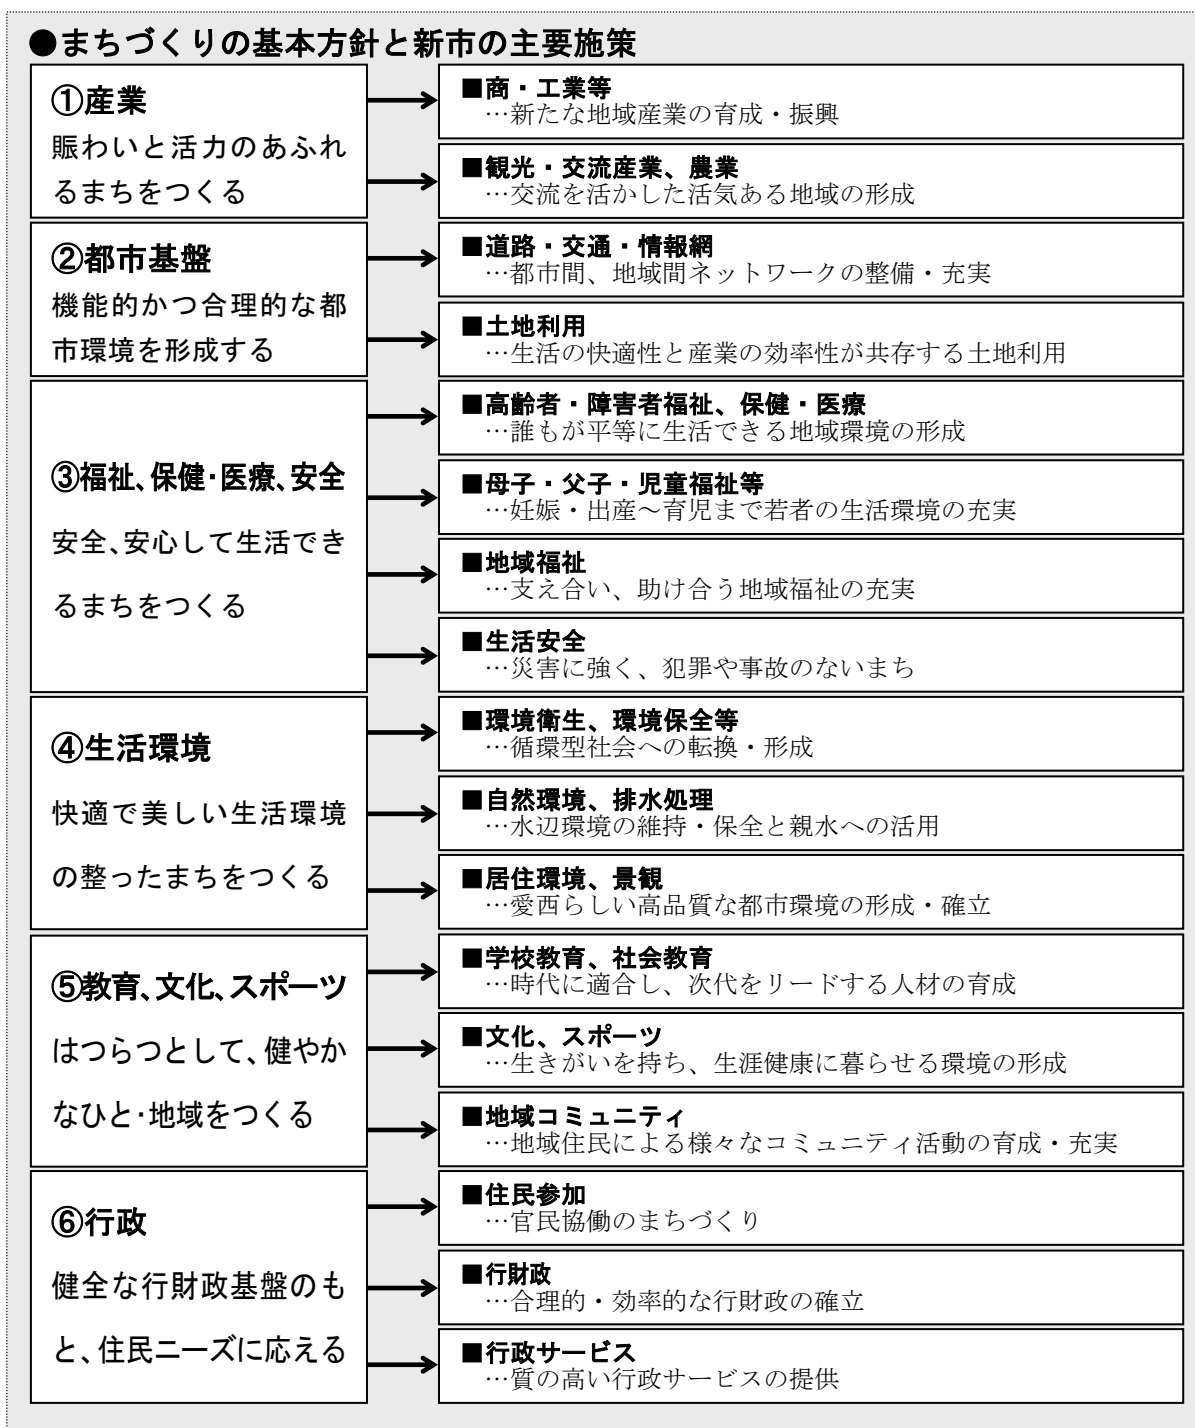 ●まちづくりの基本方針と新市の主要施策
①産業
賑わいと活力のあふれ
るまちをつくる
■商・工業等
…新たな地域産業の育成・振興
■観光・交流産業、農業
…交流を活かした活気ある地域の形成
②都市基盤
機能的かつ合理的な都
市環境を形成する
■道路・交通・情報網
…都市間、地域間ネットワークの整備・充実
■土地利用
…生活の快適性と産業の効率性が共存する土地利用
③福祉、保健・医療、安全
安全、安心して生活でき
るまちをつくる
■高齢者・障害者福祉、保健・医療
…誰もが平等に生活できる地域環境の形成
■母子・父子・児童福祉等
…妊娠・出産～育児まで若者の生活環境の充実
■地域福祉
…支え合い、助け合う地域福祉の充実
■生活安全
…災害に強く、犯罪や事故のないまち
④生活環境
快適で美しい生活環境
の整ったまちをつくる
■環境衛生、環境保全等
…循環型社会への転換・形成
■自然環境、排水処理
…水辺環境の維持・保全と親水への活用
■居住環境、景観
…愛西らしい高品質な都市環境の形成・確立
⑤教育、文化、スポーツ
はつらつとして、健やか
なひと・地域をつくる
■学校教育、社会教育
…時代に適合し、次代をリードする人材の育成
■文化、スポーツ
…生きがいを持ち、生涯健康に暮らせる環境の形成
■地域コミュニティ
…地域住民による様々なコミュニティ活動の育成・充実
⑥行政
健全な行財政基盤のも
と、住民ニーズに応える
■住民参加
…官民協働のまちづくり
■行財政
…合理的・効率的な行財政の確立
■行政サービス
…質の高い行政サービスの提供